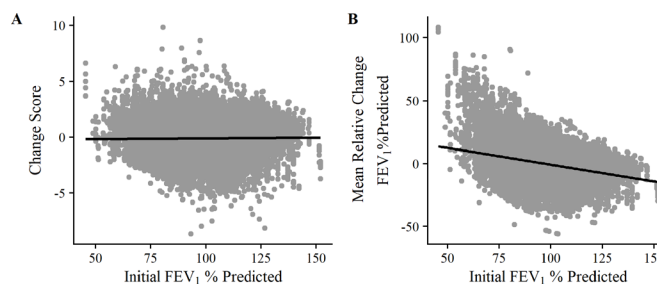 A
Change Score
10
5
0
-5
50
75
100
125
150
Initial FEV₁ % Predicted
B
Mean Relative Change
FEV₁%Predicted
100
50
0
-50
50
75
100
125
15
Initial FEV₁ % Predicted